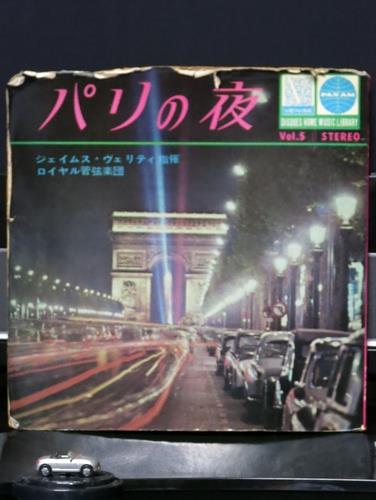 パリの夜
PAN AM
DISQUES HOME MUSIC LIBRARY
Vol.5 STEREO
ジェイムス・ヴェリティ指揮
ロイヤル管弦楽団